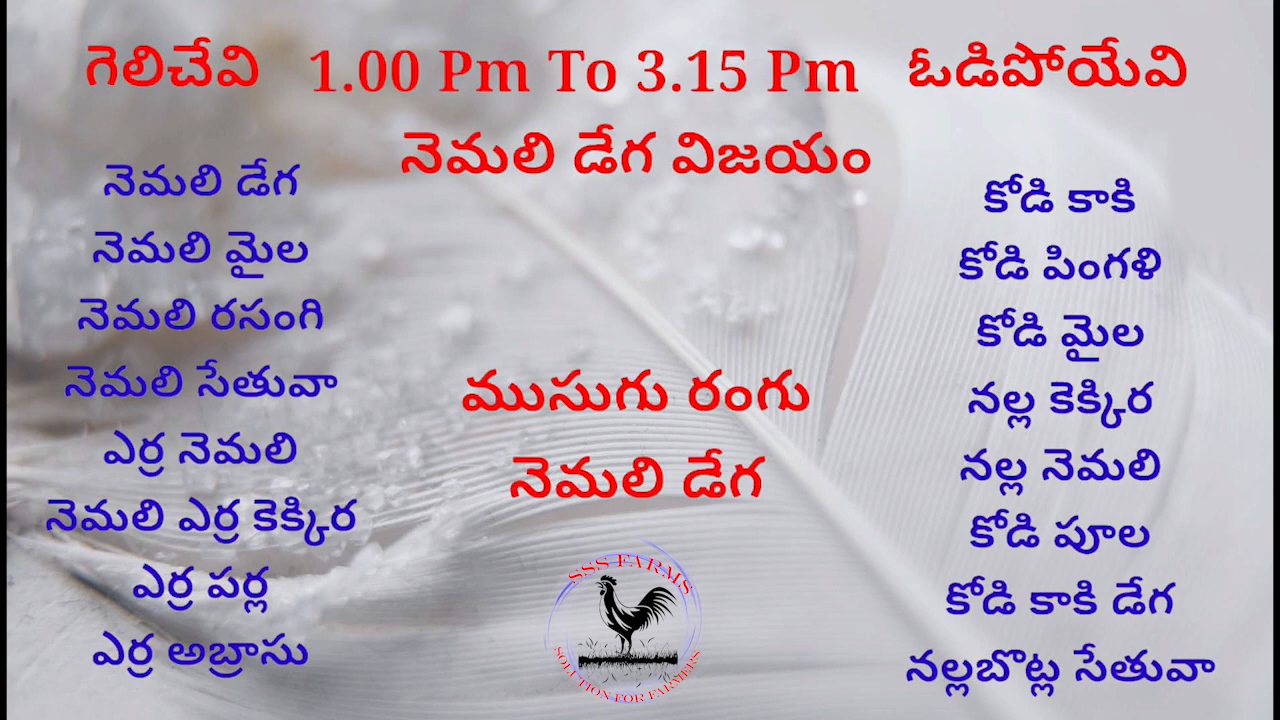 గెలిచేవి 1.00 Pm To 3.15 Pm ఓడిపోయేవి
నెమలి డేగ విజయం
నెమలి డేగ
నెమలి మైల
నెమలి రసంగి
నెమలి సేతువా
ఎర్ర నెమలి
నెమలి ఎర్ర కెక్కిర
ఎర్ర పర్ల
ఎర్ర అబ్రాసు
ముసుగు రంగు
నెమలి డేగ
కోడి కాకి
కోడి పింగళి
కోడి మైల
నల్ల కెక్కిర
నల్ల నెమలి
కోడి పూల
కోడి కాకి డేగ
నల్లబొట్ల సేతువా
SSS FARMS
SOLUTION FOR FARMERS